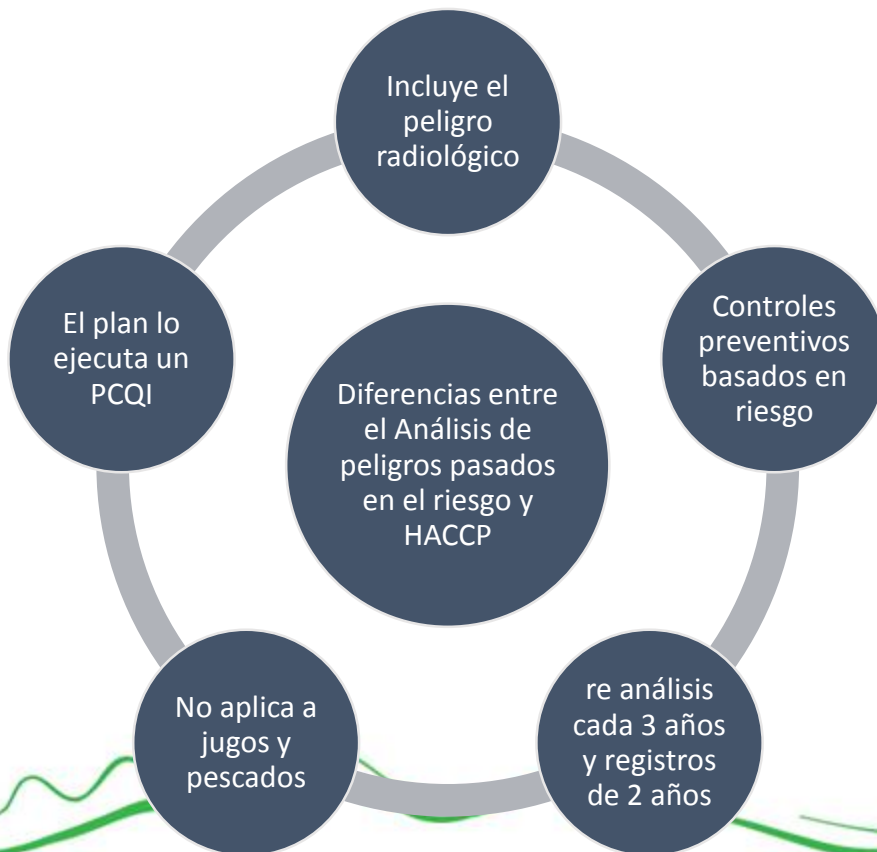 Incluye el
peligro
radiológico
Controles
preventivos
basados en
riesgo
re análisis
cada 3 años
y registros
de 2 años
No aplica a
jugos y
pescados
El plan lo
ejecuta un
PCQI
Diferencias entre
el Análisis de
peligros pasados
en el riesgo y
HACCP